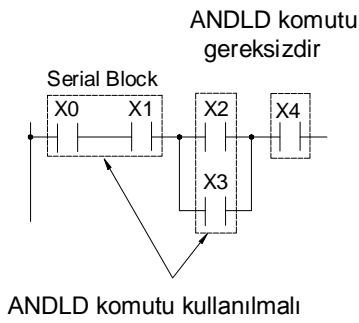 ANDLD komutu
gereksizdir
Serial Block
X0 X1 X2 X4
X3
ANDLD komutu kullanılmalı